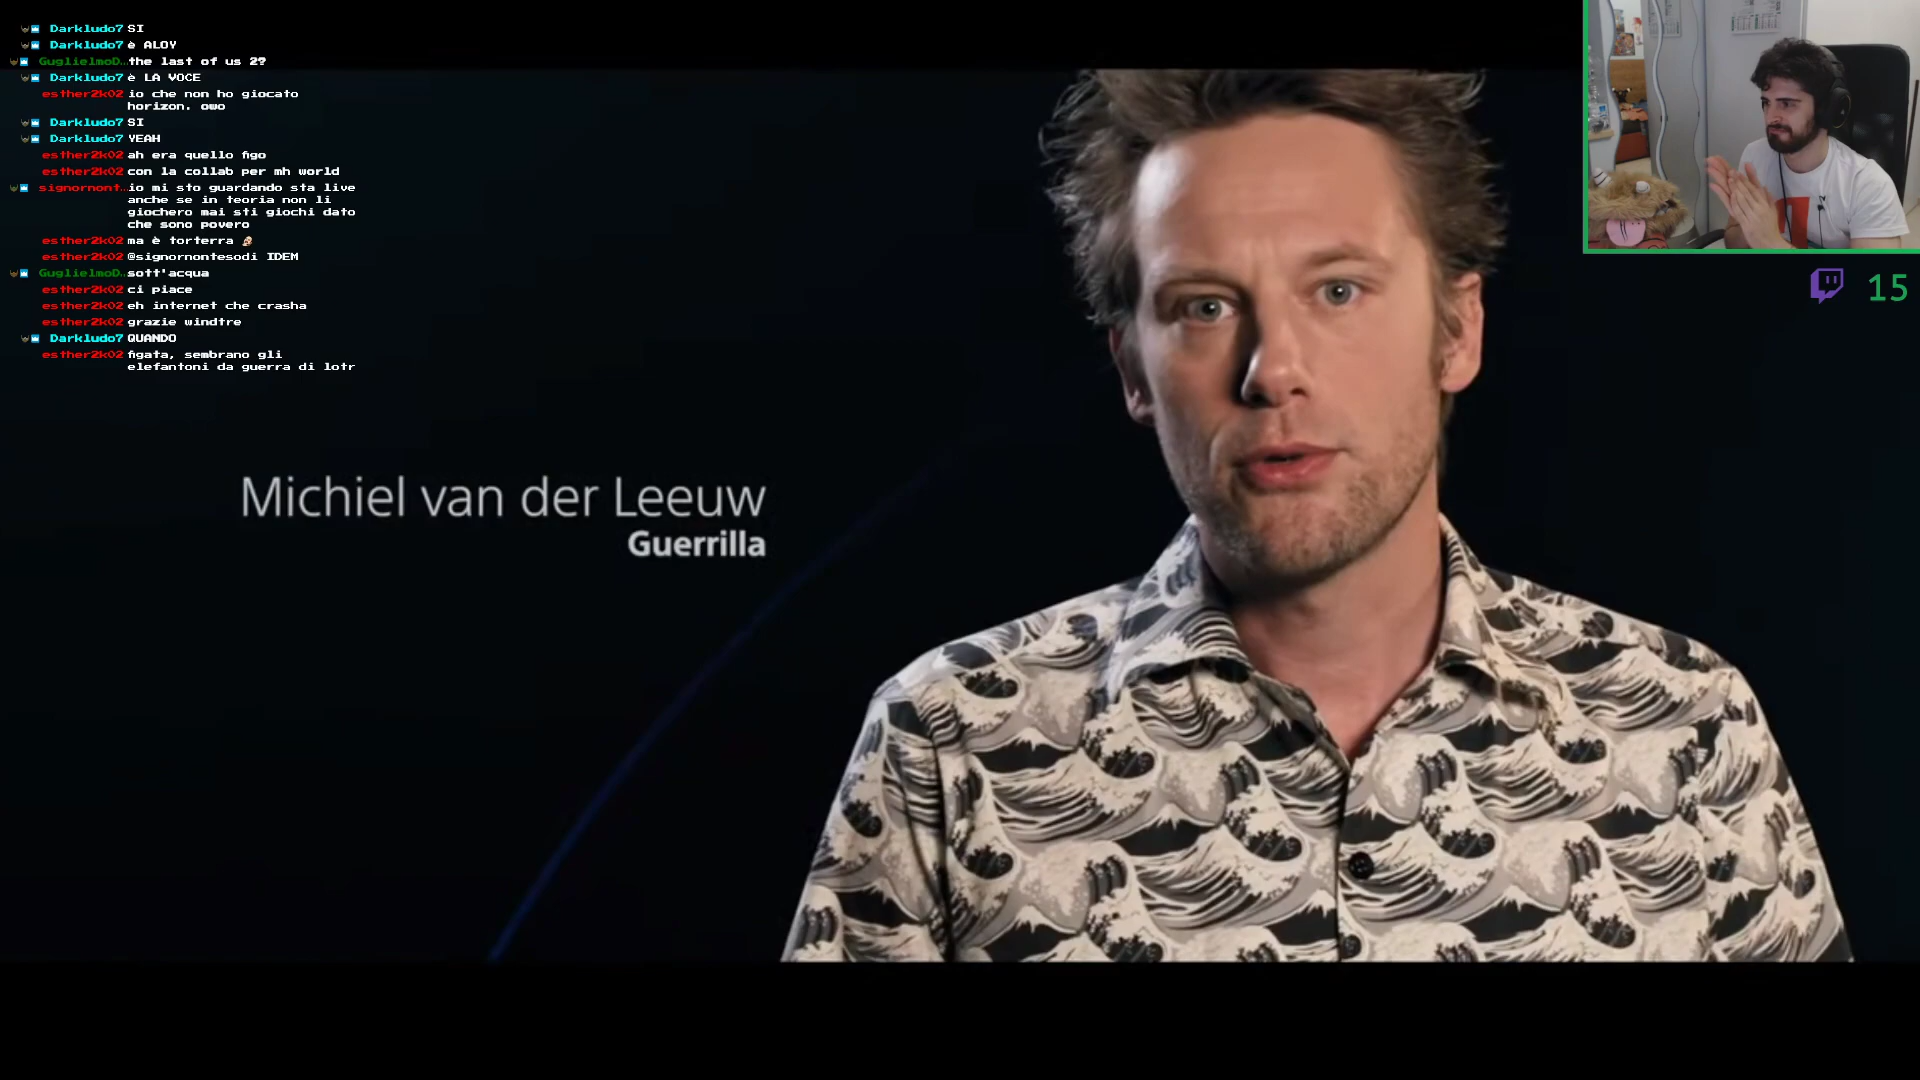 Darkludo7 SI
Darkludo7 è ALOY
GuglielmoD.. the last of us 2?
Darkludo7 è LA VOCE
esther2k02 io che non ho giocato
horizon. owo
Darkludo7 SI
Darkludo7 YEAH
esther2k02 ah era quello figo
esther2k02 con la collab per mh world
signornont.. io mi sto guardando sta live
anche se in teoria non li
giochero mai sti giochi dato
che sono povero
esther2k02 ma è torterra
esther2k02 @signornontesodi IDEM
GuglielmoD.. sott'acqua
esther2k02 ci piace
esther2k02 eh internet che crasha
esther2k02 grazie windtre
Darkludo7 QUANDO
esther2k02 figata, sembrano gli
elefantoni da guerra di lotr
15
Michiel van der Leeuw
Guerrilla